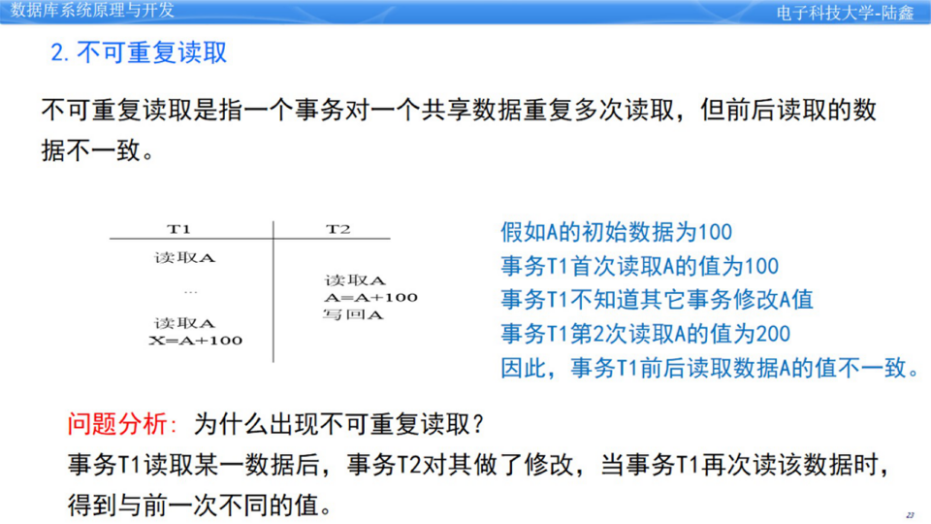 数据库系统原理与开发
电子科技大学-陆鑫
2.不可重复读取
不可重复读取是指一个事务对一个共享数据重复多次读取，但前后读取的数
据不一致。
T1 T2
读取A
读取A
...
A=A+100
写回A
读取A
X=A+100
假如A的初始数据为100
事务T1首次读取A的值为100
事务T1不知道其它事务修改A值
事务T1第2次读取A的值为200
因此，事务T1前后读取数据A的值不一致。
问题分析：为什么出现不可重复读取？
事务T1读取某一数据后，事务T2对其做了修改，当事务T1再次读该数据时，
得到与前一次不同的值。
23